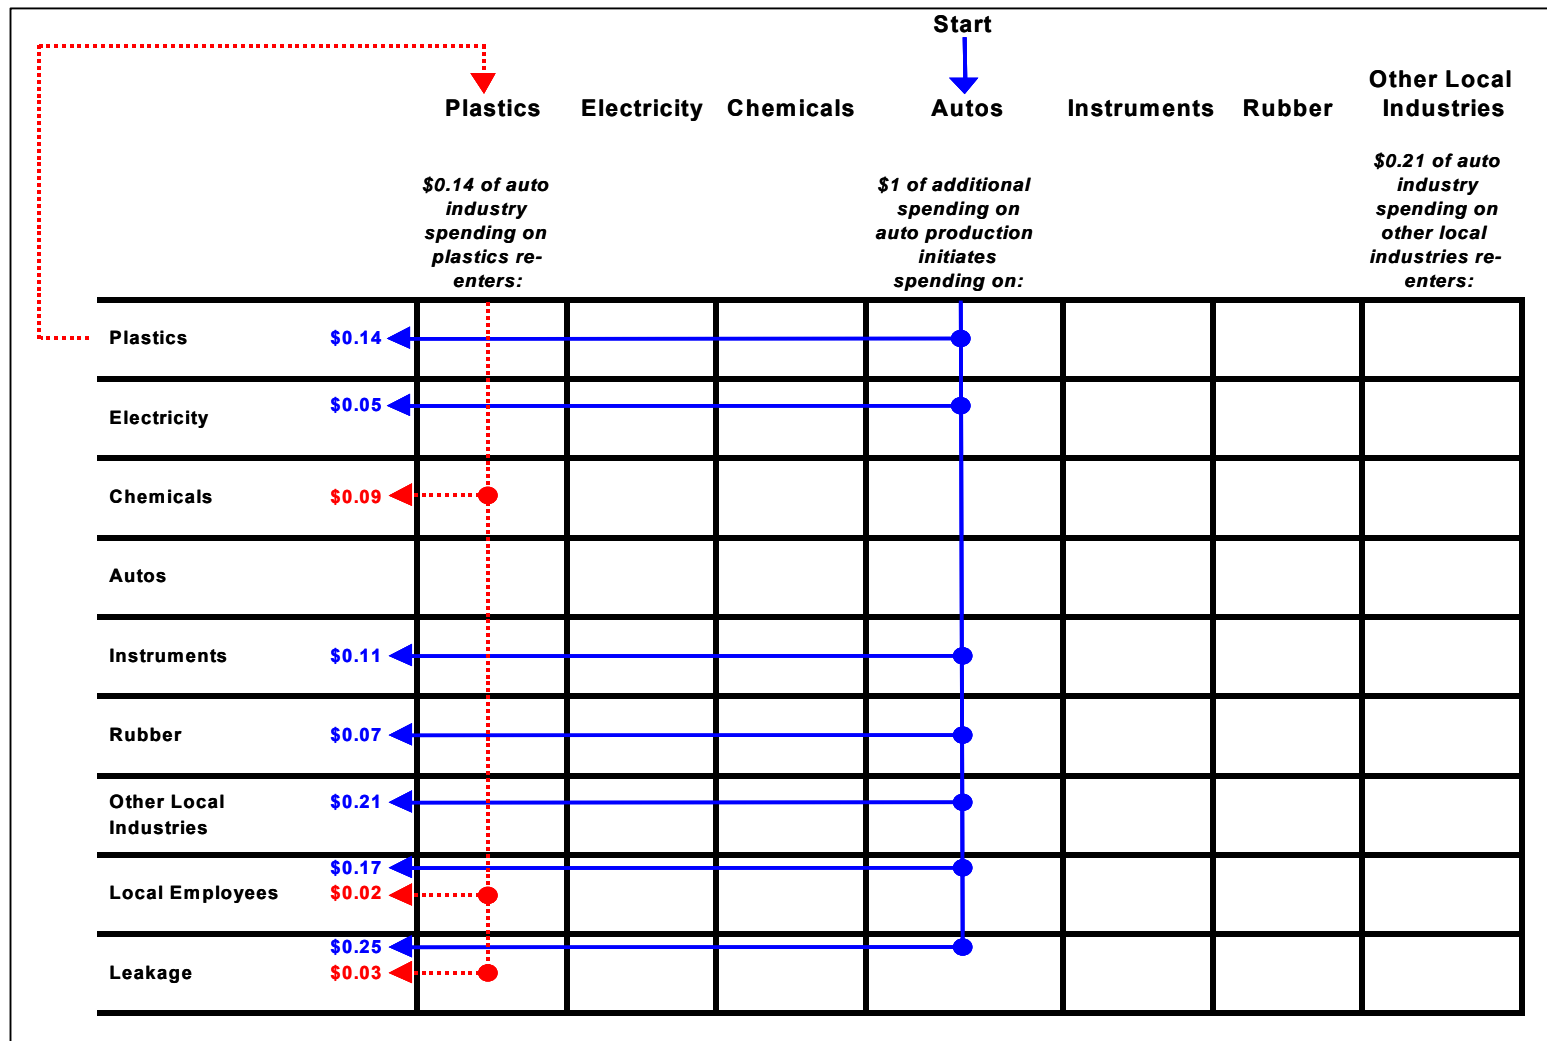 Start
Other Local
Plastics Electricity Chemicals Autos Instruments Rubber Industries
$0.14 of auto
industry
spending on
plastics re-
enters:
$1 of additional
spending on
auto production
initiates
spending on:
$0.21 of auto
industry
spending on
other local
industries re-
enters:
Plastics $0.14
Electricity $0.05
Chemicals $0.09
Autos
Instruments $0.11
Rubber $0.07
Other Local $0.21
Industries
$0.17
Local Employees $0.02
$0.25
Leakage $0.03